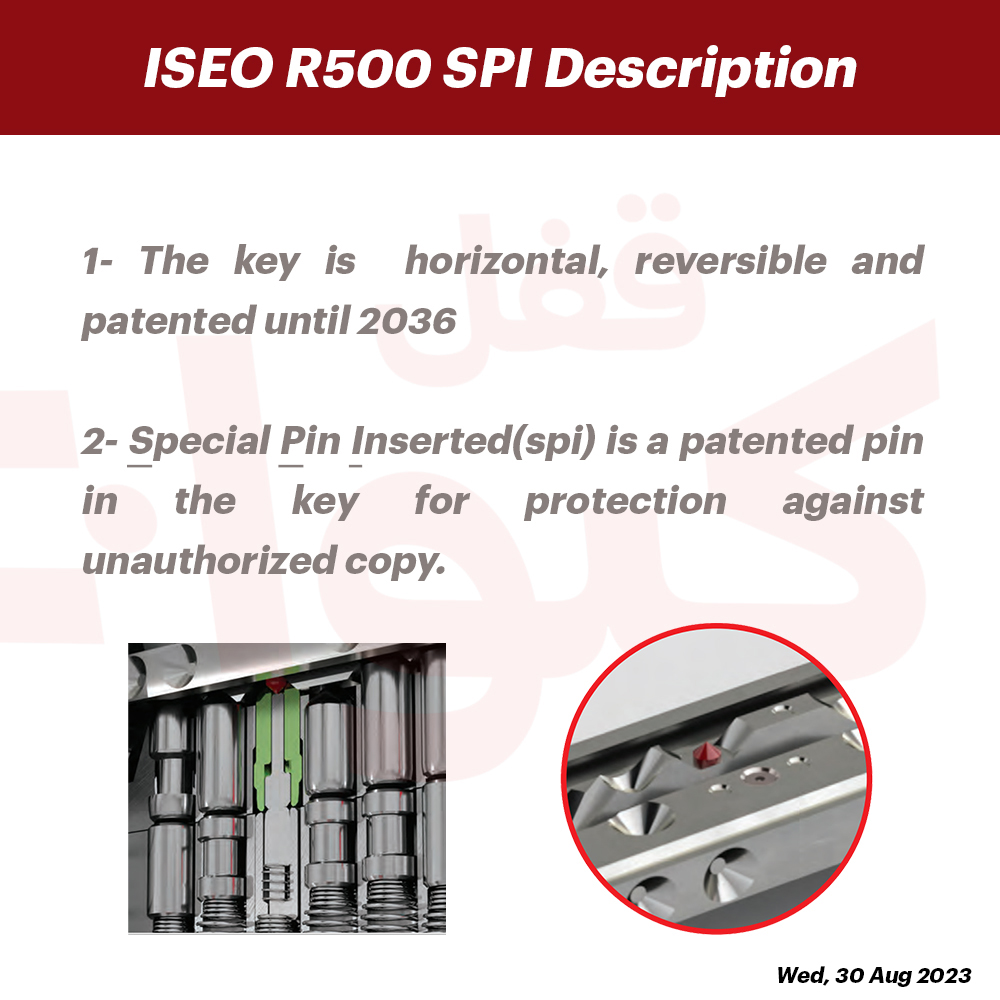 ISEO R500 SPI Description
قفل
کیوان
1- The key is horizontal, reversible and
patented until 2036
2- Special Pin Inserted(spi) is a patented pin
in the key for protection against
unauthorized copy.
Wed, 30 Aug 2023